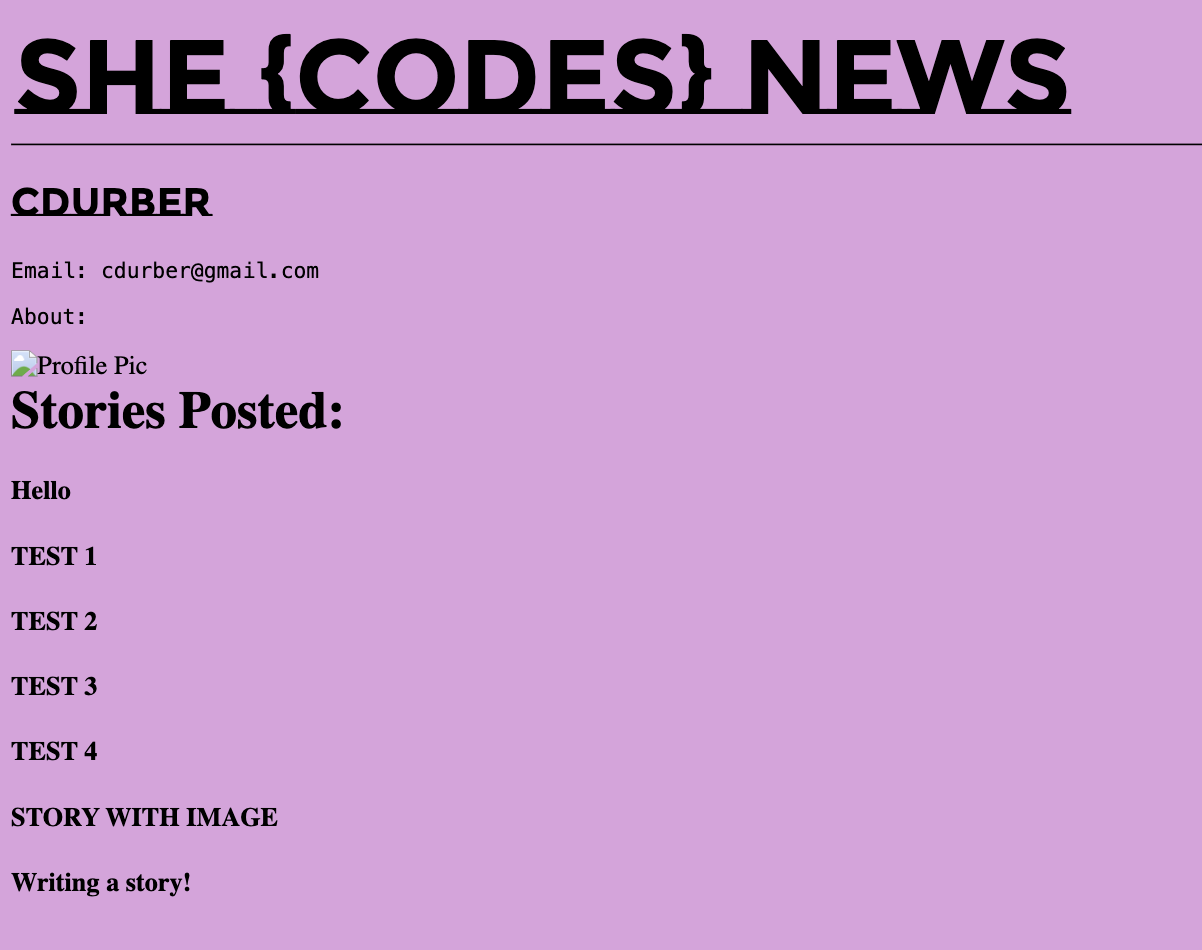 SHE {CODES} NEWS
CDURBER
Email: cdurber@gmail.com
About:
Profile Pic
Stories Posted:
Hello
TEST 1
TEST 2
TEST 3
TEST 4
STORY WITH IMAGE
Writing a story!